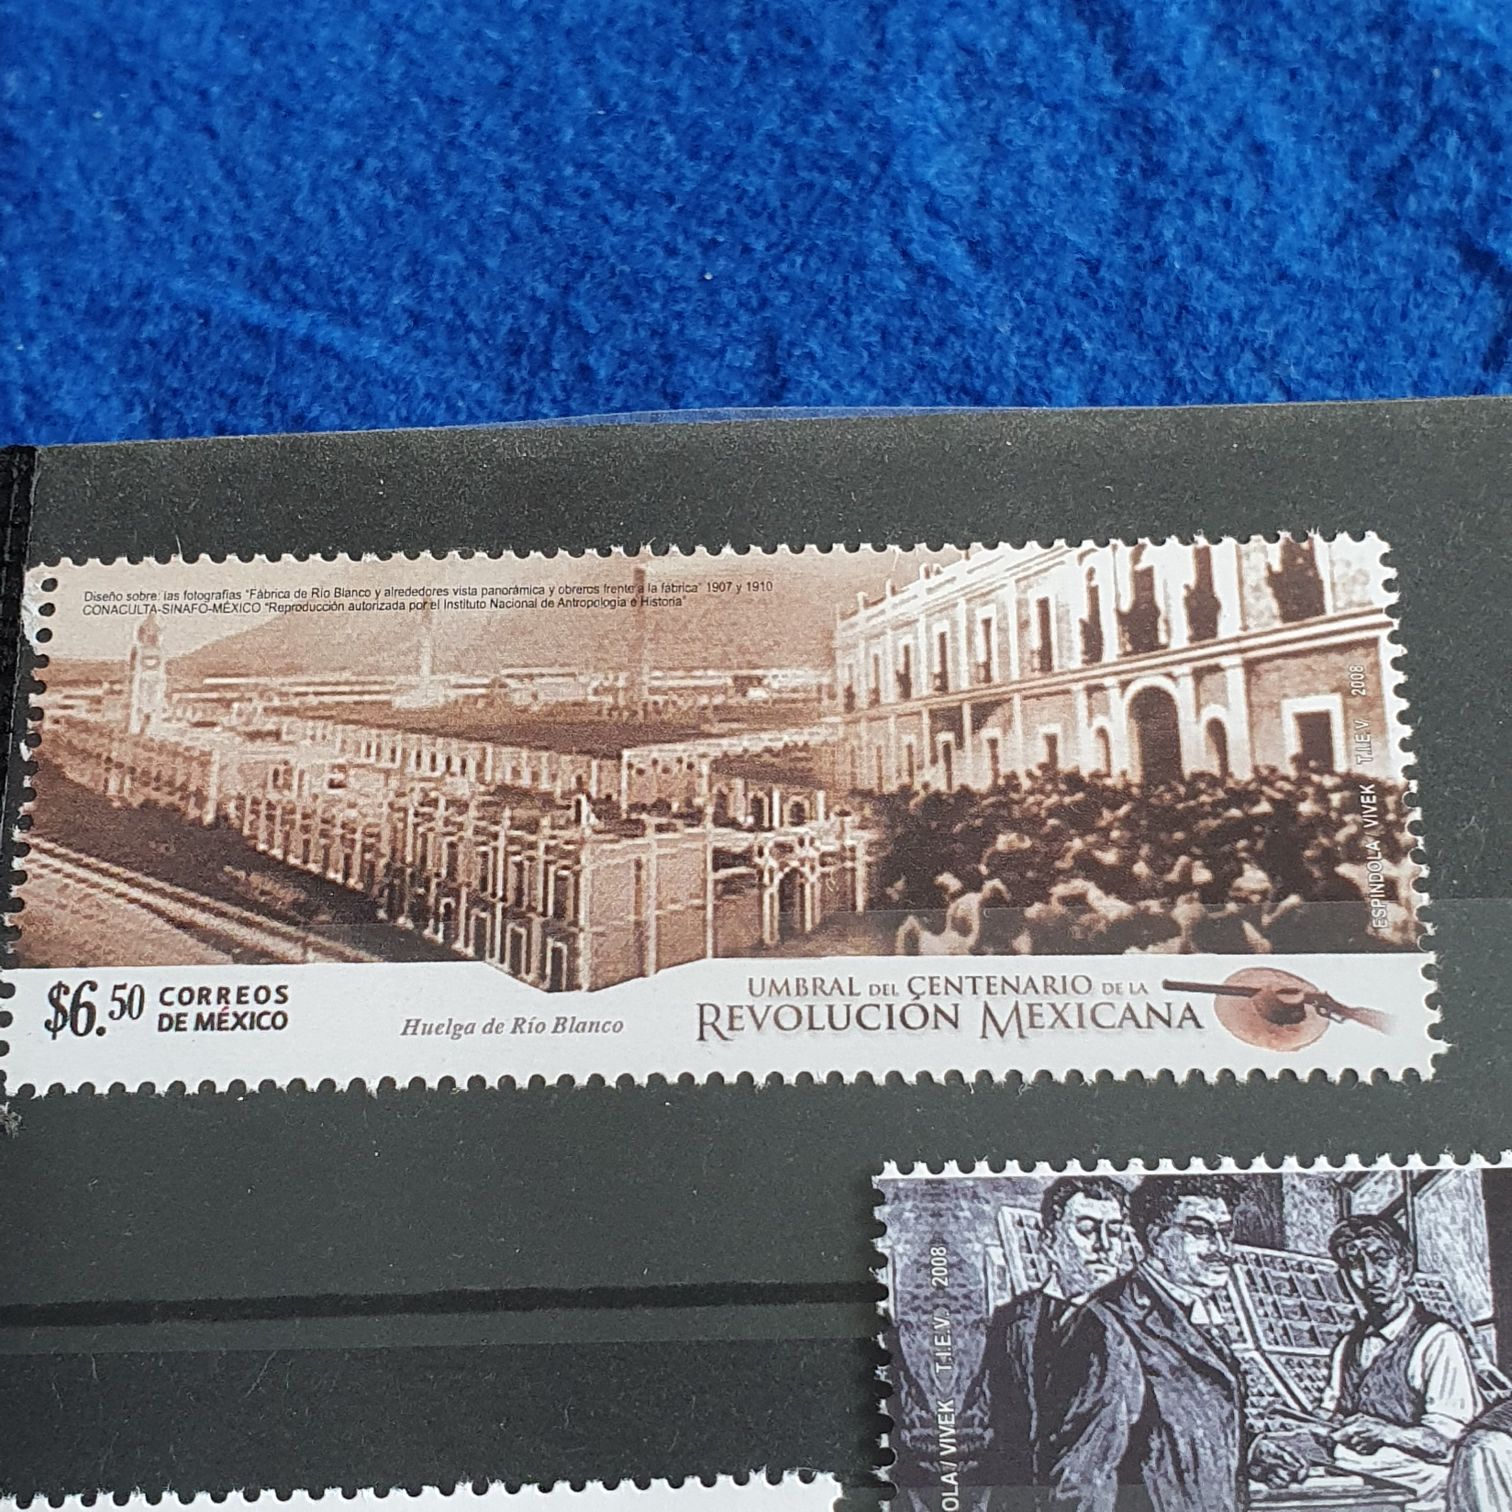 Diseño sobre: las fotografias "Fábrica de Río Blanco y alrededores vista panorámica y obreros frente a la fábrica" 1907 y 1910
CONACULTA-SINAFO-MÉXICO "Reproducción autorizada por el Instituto Nacional de Antropología e Historia"
ESPINDOLA / VIVEK T.I.E.V. 2008
$6.50 CORREOS
DE MÉXICO
Huelga de Río Blanco
UMBRAL DEL CENTENARIO DE LA
REVOLUCIÓN MEXICANA
OLA / VIVEK T.I.E.V. 2008